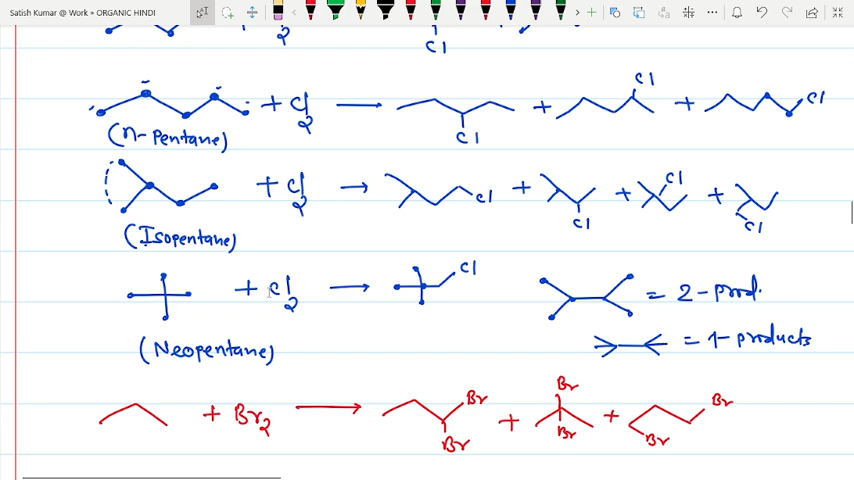 Satish Kumar @ Work » ORGANIC HINDI
+ Cl2
Cl
+ Cl2 → Cl + Cl + Cl
(n-Pentane)
+ Cl2 → Cl + Cl + Cl + Cl
(Isopentane)
+ Cl2 → Cl
= 2-prod.
= 1-products
(Neopentane)
+ Br2 → Br Br + Br Br + Br Br